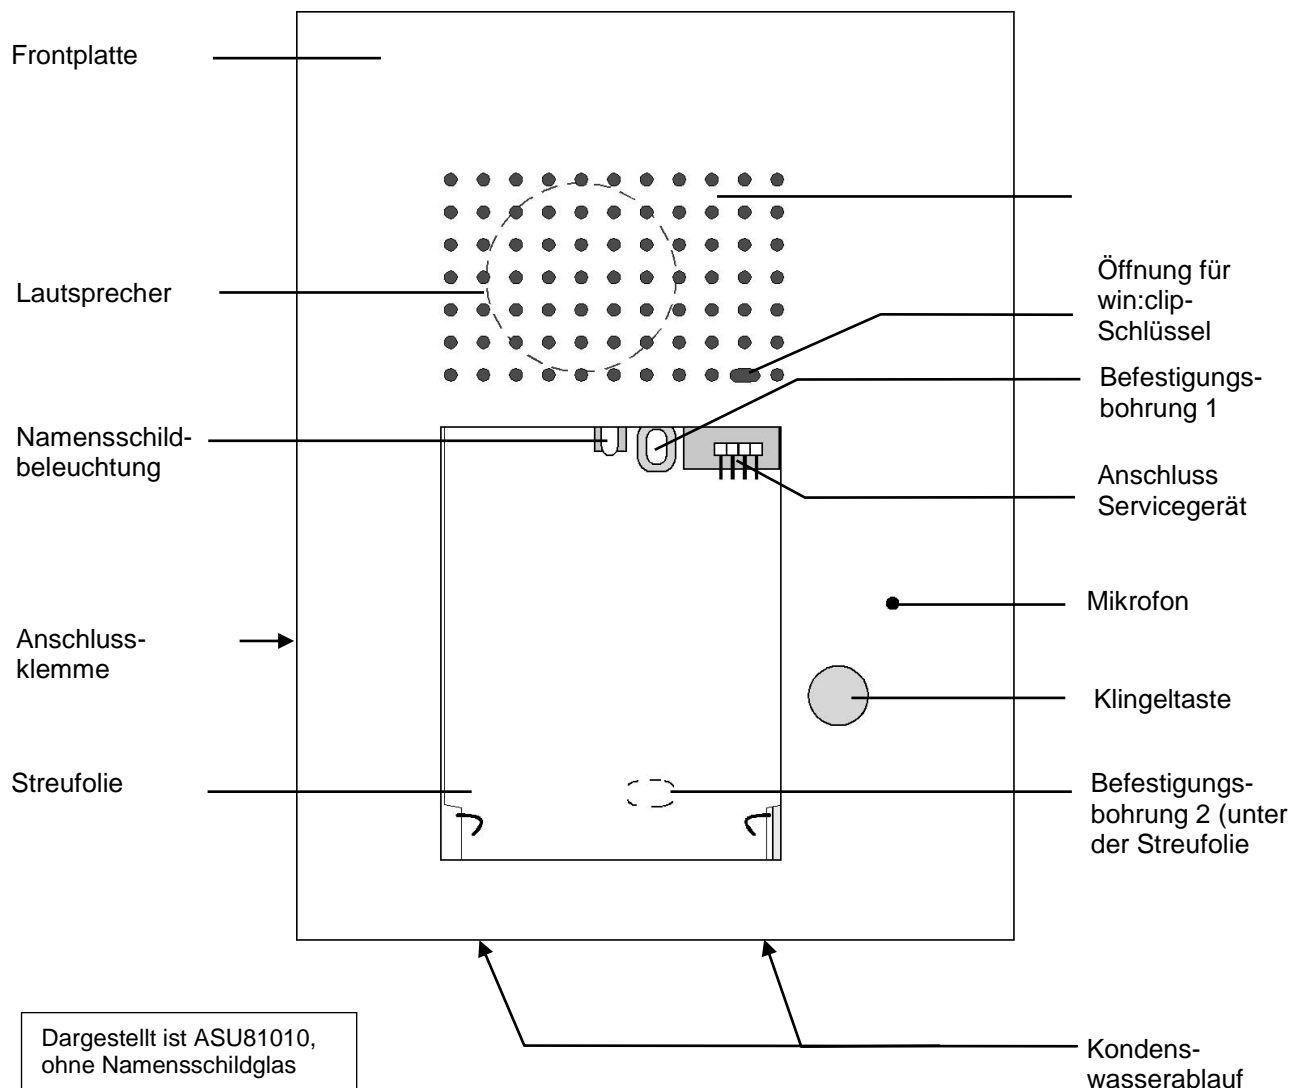 Frontplatte
Lautsprecher
Namensschild-
beleuchtung
Anschluss-
klemme
Streufolie
Öffnung für
win:clip-
Schlüssel
Befestigungs-
bohrung 1
Anschluss
Servicegerät
Mikrofon
Klingeltaste
Befestigungs-
bohrung 2 (unter
der Streufolie
Kondens-
wasserablauf
Dargestellt ist ASU81010,
ohne Namensschildglas